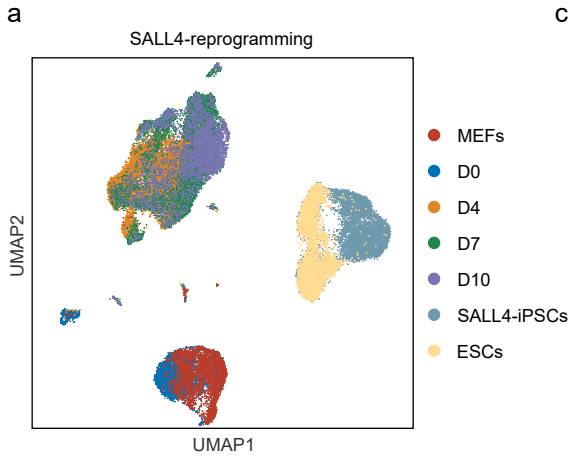 a
c
SALL4-reprogramming
MEFs
D0
D4
D7
D10
SALL4-iPSCs
ESCs
UMAP2
UMAP1